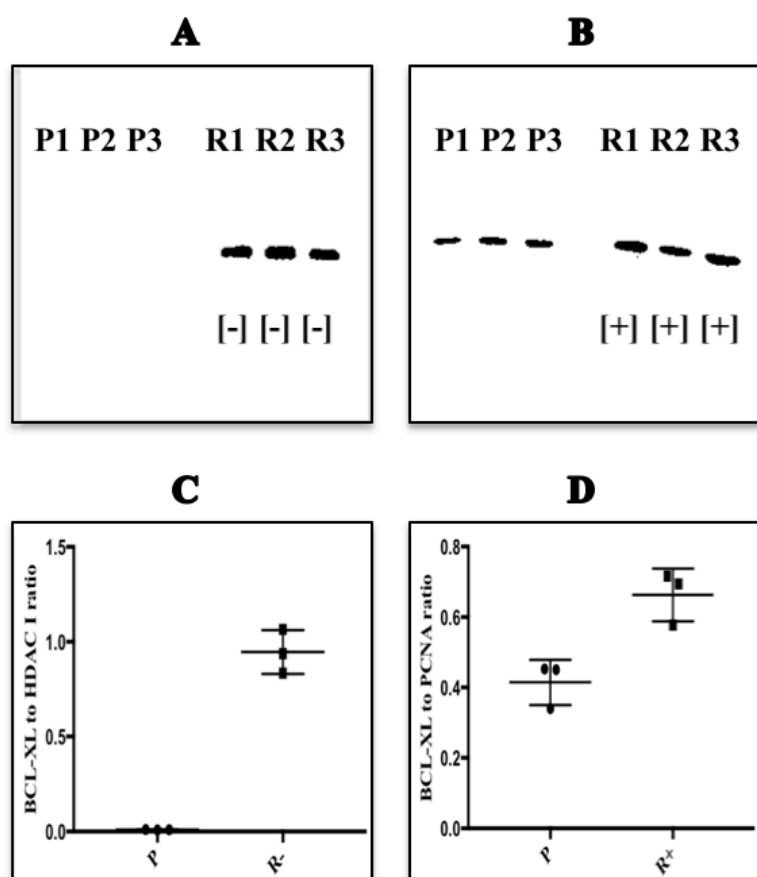 A
B
P1 P2 P3 R1 R2 R3
[-] [-] [-]
P1 P2 P3 R1 R2 R3
[+] [+] [+]
C
D
BCL-XL to HDAC I ratio
1.5
1.0
0.5
0.0
P
R-
BCL-XL to PCNA ratio
0.8
0.6
0.4
0.2
0.0
P
R+